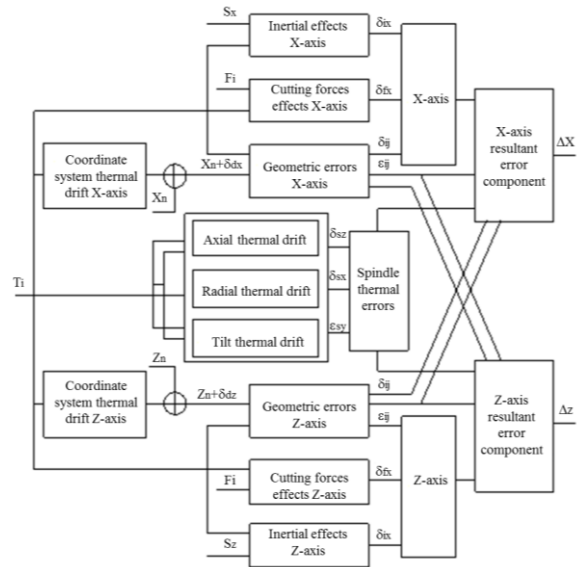 Sx
Inertial effects
X-axis
δix
Fi
Cutting forces
effects X-axis
δfx
X-axis
Coordinate
system thermal
drift X-axis
Xn
Xn+δdx
Geometric errors
X-axis
δij
εij
X-axis
resultant
error
component
ΔX
Ti
Axial thermal drift
Radial thermal drift
Tilt thermal drift
δsz
δsx
εsy
Spindle
thermal
errors
Zn
Coordinate
system thermal
drift Z-axis
Zn+δdz
Geometric errors
Z-axis
δij
εij
Z-axis
resultant
error
component
Δz
Fi
Cutting forces
effects Z-axis
δfx
Z-axis
Sz
Inertial effects
Z-axis
δix